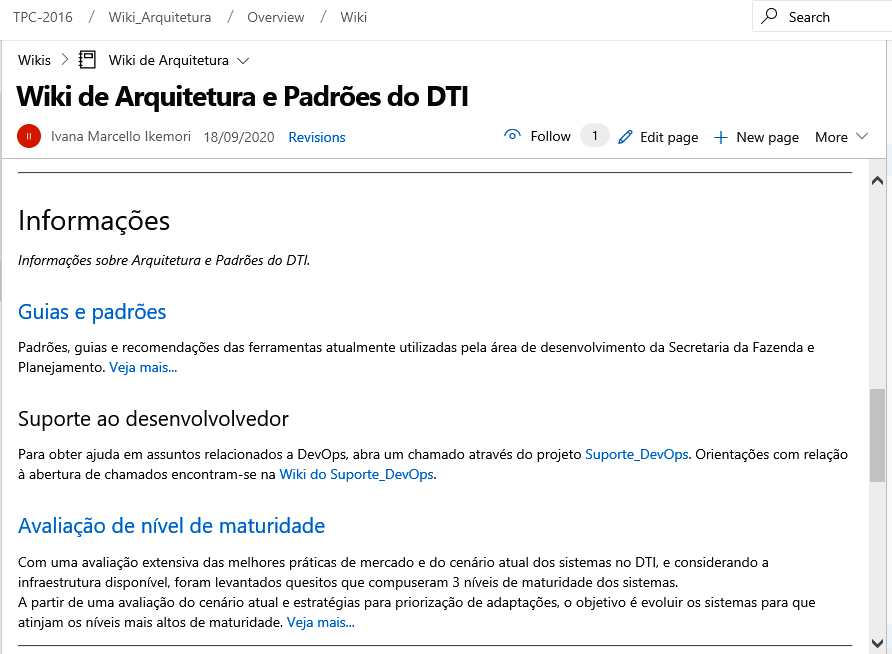 TPC-2016 / Wiki_Arquitetura / Overview / Wiki
Search
Wikis > Wiki de Arquitetura
Wiki de Arquitetura e Padrões do DTI
II Ivana Marcello Ikemori 18/09/2020 Revisions
Follow 1 Edit page + New page More
Informações
Informações sobre Arquitetura e Padrões do DTI.
Guias e padrões
Padrões, guias e recomendações das ferramentas atualmente utilizadas pela área de desenvolvimento da Secretaria da Fazenda e
Planejamento. Veja mais...
Suporte ao desenvolvolvedor
Para obter ajuda em assuntos relacionados a DevOps, abra um chamado através do projeto Suporte_DevOps. Orientações com relação
à abertura de chamados encontram-se na Wiki do Suporte_DevOps.
Avaliação de nível de maturidade
Com uma avaliação extensiva das melhores práticas de mercado e do cenário atual dos sistemas no DTI, e considerando a
infraestrutura disponível, foram levantados quesitos que compuseram 3 níveis de maturidade dos sistemas.
A partir de uma avaliação do cenário atual e estratégias para priorização de adaptações, o objetivo é evoluir os sistemas para que
atinjam os níveis mais altos de maturidade. Veja mais...